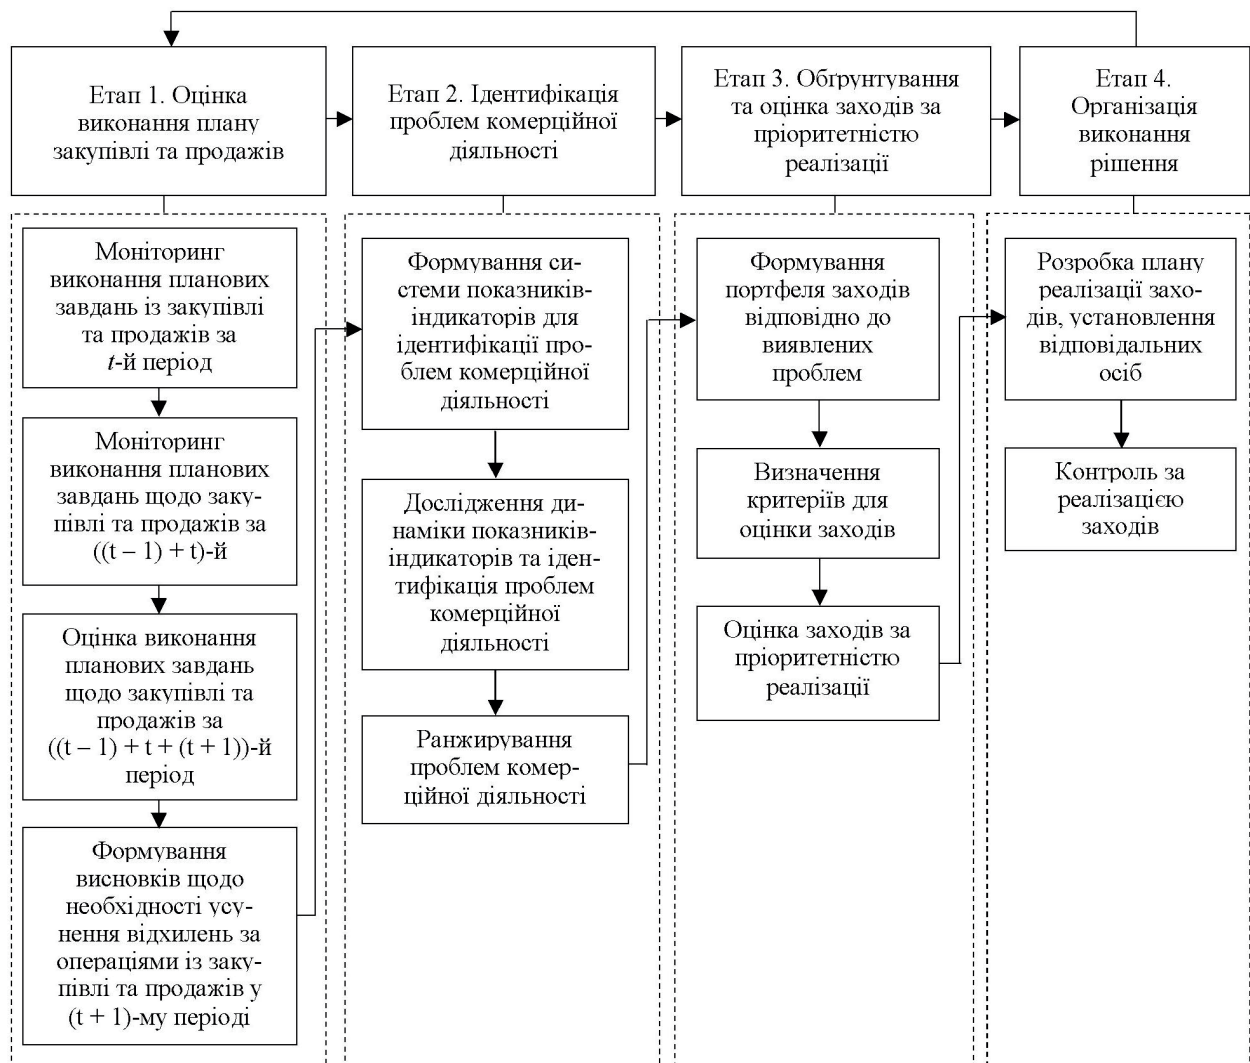 Етап 1. Оцінка
виконання плану
закупівлі та продажів
Етап 2. Ідентифікація
проблем комерційної
діяльності
Етап 3. Обґрунтування
та оцінка заходів за
пріоритетністю
реалізації
Етап 4.
Організація
виконання
рішення
Моніторинг
виконання планових
завдань із закупівлі
та продажів за
t-й період
Моніторинг
виконання планових
завдань щодо заку-
півлі та продажів за
((t – 1) + t)-й
Оцінка виконання
планових завдань
щодо закупівлі та
продажів за
((t – 1) + t + (t + 1))-й
період
Формування
висновків щодо
необхідності усу-
нення відхилень за
операціями із заку-
півлі та продажів у
(t + 1)-му періоді
Формування си-
стеми показників-
індикаторів для
ідентифікації про-
блем комерційної
діяльності
Дослідження ди-
наміки показників-
індикаторів та іден-
тифікація проблем
комерційної
діяльності
Ранжирування
проблем комер-
ційної діяльності
Формування
портфеля заходів
відповідно до
виявлених
проблем
Визначення
критеріїв для
оцінки заходів
Оцінка заходів за
пріоритетністю
реалізації
Розробка плану
реалізації захо-
дів, установлення
відповідальних
осіб
Контроль за
реалізацією
заходів